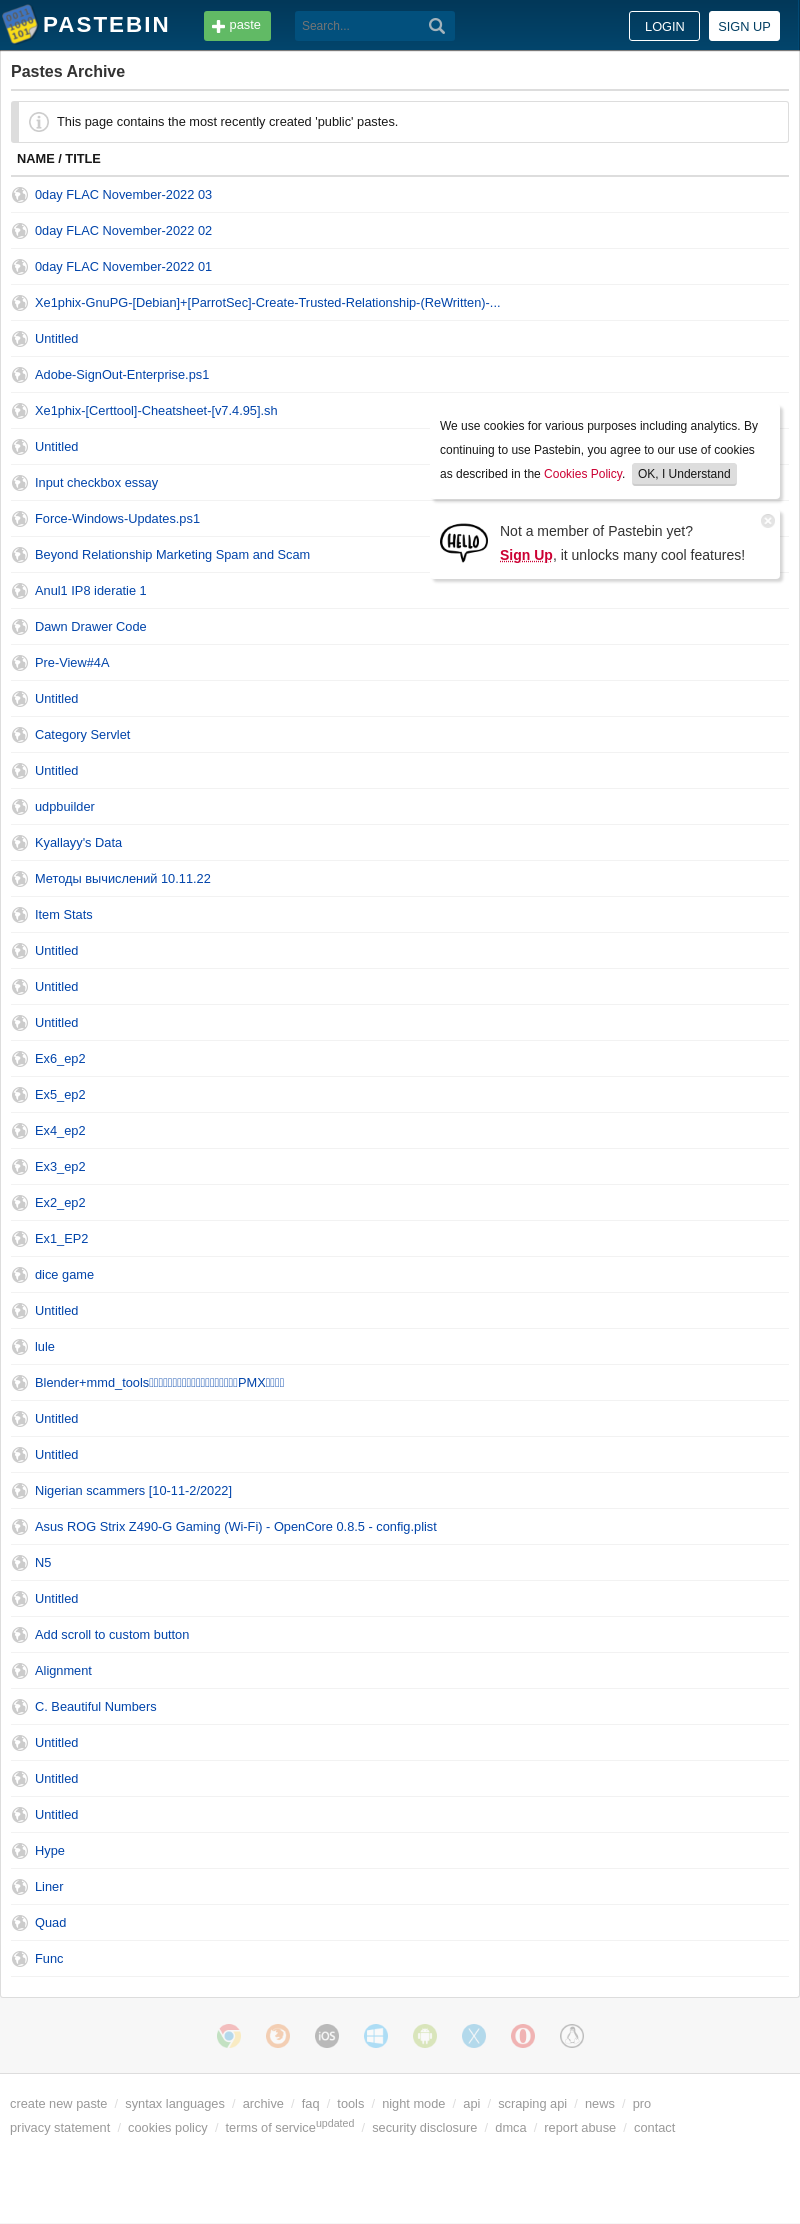 PASTEBIN
paste
Search...
LOGIN
SIGN UP
Pastes Archive
This page contains the most recently created 'public' pastes.
NAME / TITLE
0day FLAC November-2022 03
0day FLAC November-2022 02
0day FLAC November-2022 01
Xe1phix-GnuPG-[Debian]+[ParrotSec]-Create-Trusted-Relationship-(ReWritten)-...
Untitled
Adobe-SignOut-Enterprise.ps1
Xe1phix-[Certtool]-Cheatsheet-[v7.4.95].sh
Untitled
Input checkbox essay
Force-Windows-Updates.ps1
Beyond Relationship Marketing Spam and Scam
We use cookies for various purposes including analytics. By
continuing to use Pastebin, you agree to our use of cookies
as described in the Cookies Policy. OK, I Understand
HELLO
Not a member of Pastebin yet?
Sign Up, it unlocks many cool features!
Anul1 IP8 ideratie 1
Dawn Drawer Code
Pre-View#4A
Untitled
Category Servlet
Untitled
udpbuilder
Kyallayy's Data
Методы вычислений 10.11.22
Item Stats
Untitled
Untitled
Untitled
Ex6_ep2
Ex5_ep2
Ex4_ep2
Ex3_ep2
Ex2_ep2
Ex1_EP2
dice game
Untitled
lule
Blender+mmd_tools PMX
Untitled
Untitled
Nigerian scammers [10-11-2/2022]
Asus ROG Strix Z490-G Gaming (Wi-Fi) - OpenCore 0.8.5 - config.plist
N5
Untitled
Add scroll to custom button
Alignment
C. Beautiful Numbers
Untitled
Untitled
Untitled
Hype
Liner
Quad
Func
iOS
create new paste / syntax languages / archive / faq / tools / night mode / api / scraping api / news / pro
privacy statement / cookies policy / terms of service updated / security disclosure / dmca / report abuse / contact